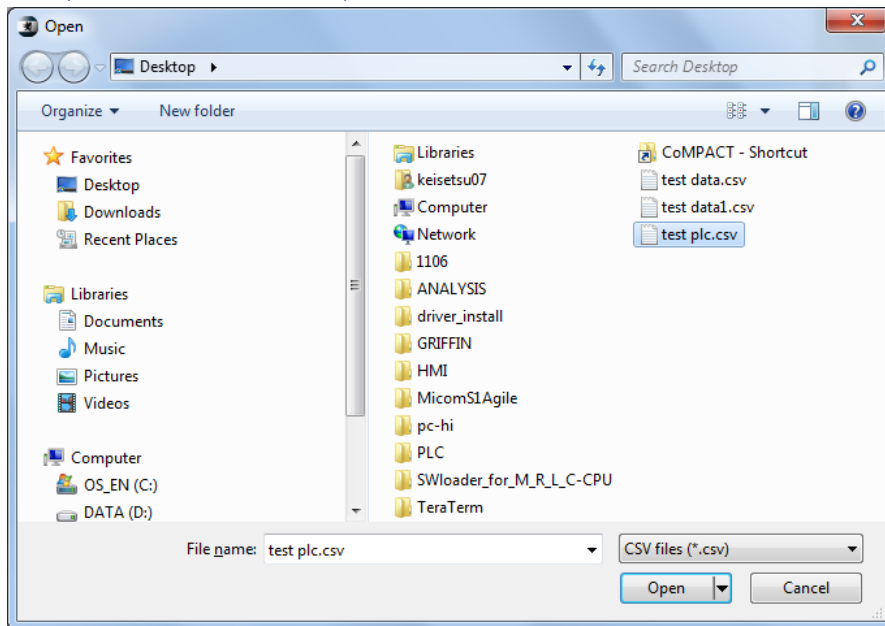 Open
Desktop
Search Desktop
Organize
New folder
Favorites
Desktop
Downloads
Recent Places
Libraries
Documents
Music
Pictures
Videos
Computer
OS_EN (C:)
DATA (D:)
Libraries
keisetsu07
Computer
Network
1106
ANALYSIS
driver_install
GRIFFIN
HMI
MicomS1Agile
pc-hi
PLC
SWloader_for_M_R_L_C-CPU
TeraTerm
CoMPACT - Shortcut
test data.csv
test data1.csv
test plc.csv
File name: test plc.csv
CSV files (*.csv)
Open
Cancel